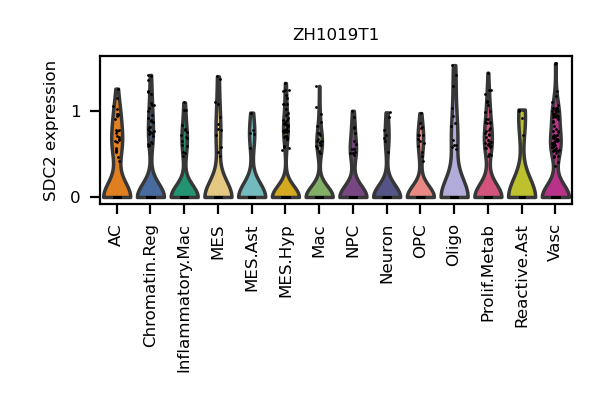 ZH1019T1
SDC2 expression
1
0
AC
Chromatin.Reg
Inflammatory.Mac
MES
MES.Ast
MES.Hyp
Mac
NPC
Neuron
OPC
Oligo
Prolif.Metab
Reactive.Ast
Vasc